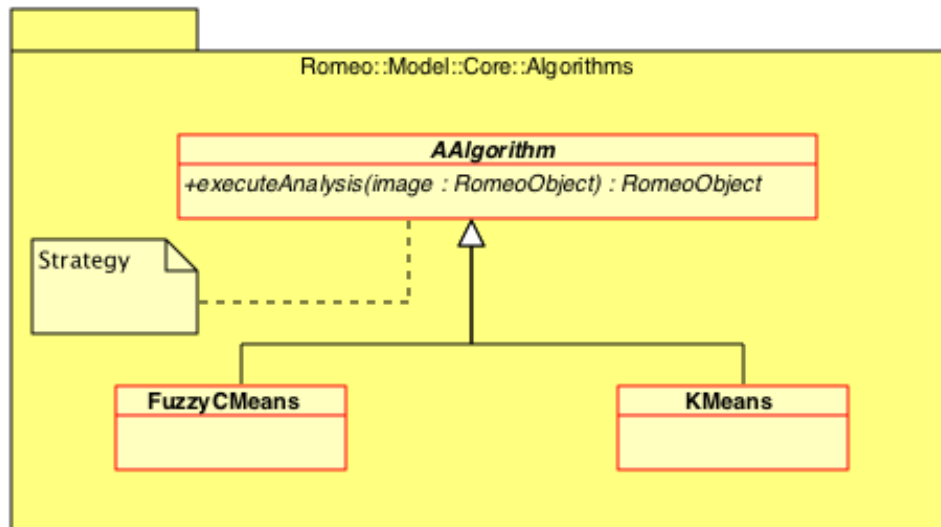 Romeo::Model::Core::Algorithms
AAlgorithm
+executeAnalysis(image : RomeoObject) : RomeoObject
Strategy
FuzzyCMeans
KMeans